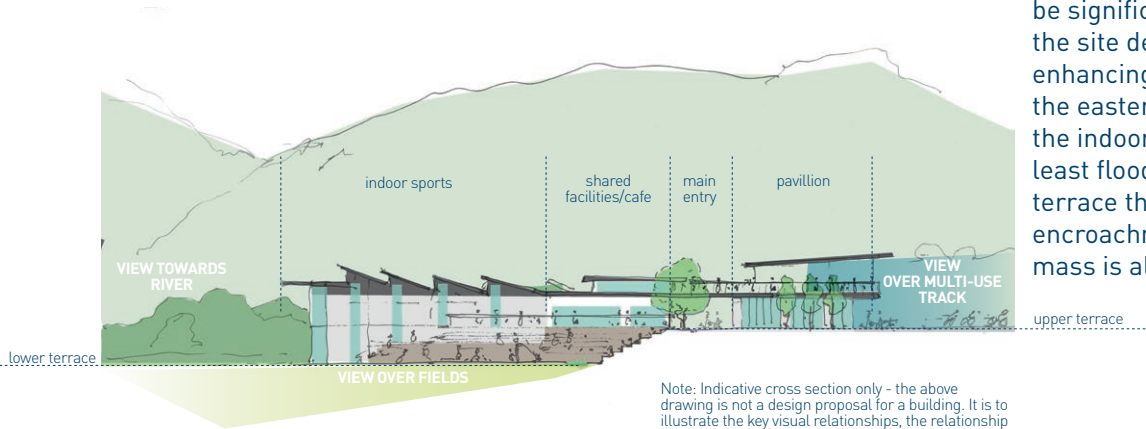 be signific
the site de
enhancing
the easter
the indoor
least flood
terrace th
encroachm
mass is al
indoor sports
shared
facilities/cafe
main
entry
pavillion
VIEW TOWARDS
RIVER
VIEW
OVER MULTI-USE
TRACK
upper terrace
lower terrace
VIEW OVER FIELDS
Note: Indicative cross section only - the above
drawing is not a design proposal for a building. It is to
illustrate the key visual relationships, the relationship